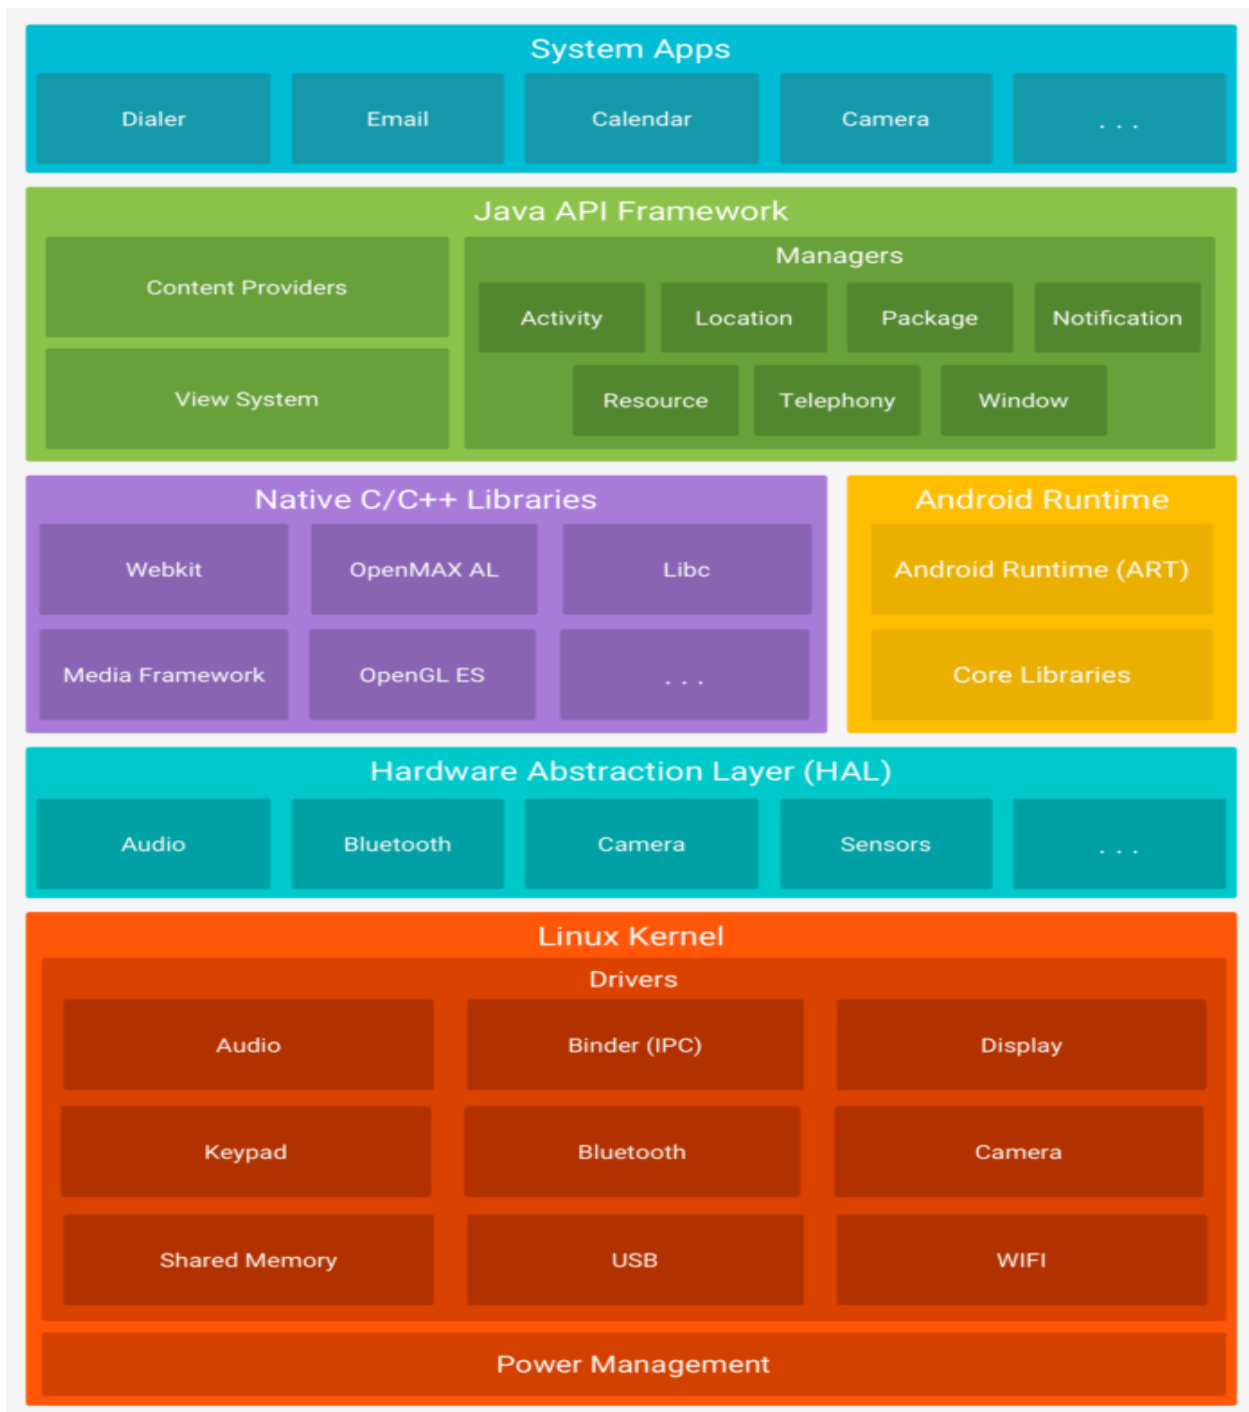 System Apps
Dialer Email Calendar Camera . . .
Java API Framework
Content Providers
View System
Managers
Activity Location Package Notification
Resource Telephony Window
Native C/C++ Libraries
Webkit OpenMAX AL Libc
Media Framework OpenGL ES . . .
Android Runtime
Android Runtime (ART)
Core Libraries
Hardware Abstraction Layer (HAL)
Audio Bluetooth Camera Sensors . . .
Linux Kernel
Drivers
Audio Binder (IPC) Display
Keypad Bluetooth Camera
Shared Memory USB WIFI
Power Management